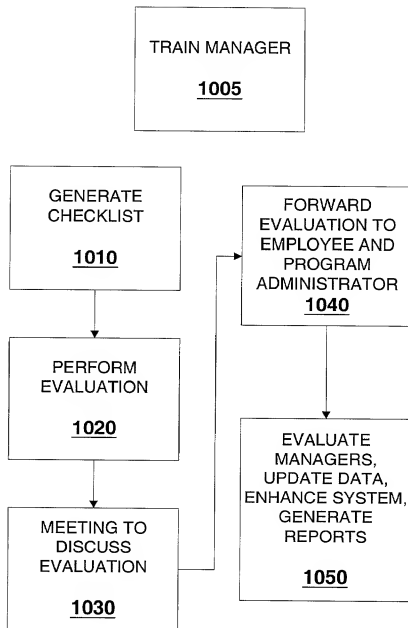 TRAIN MANAGER
1005
GENERATE
CHECKLIST
1010
PERFORM
EVALUATION
1020
MEETING TO
DISCUSS
EVALUATION
1030
FORWARD
EVALUATION TO
EMPLOYEE AND
PROGRAM
ADMINISTRATOR
1040
EVALUATE
MANAGERS,
UPDATE DATA,
ENHANCE SYSTEM,
GENERATE
REPORTS
1050